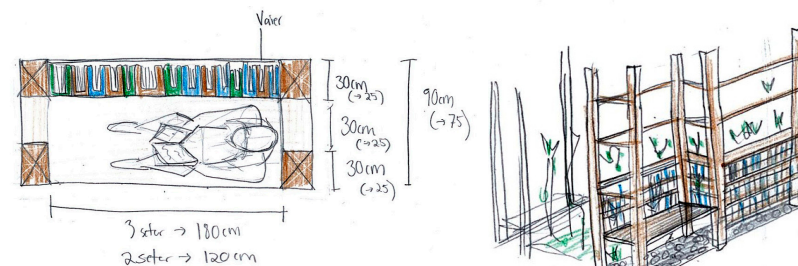 Vaier
30cm
(→25)
90cm
(→75)
30cm
(→25)
30cm
(→25)
3 seter → 180cm
2 seter → 120cm